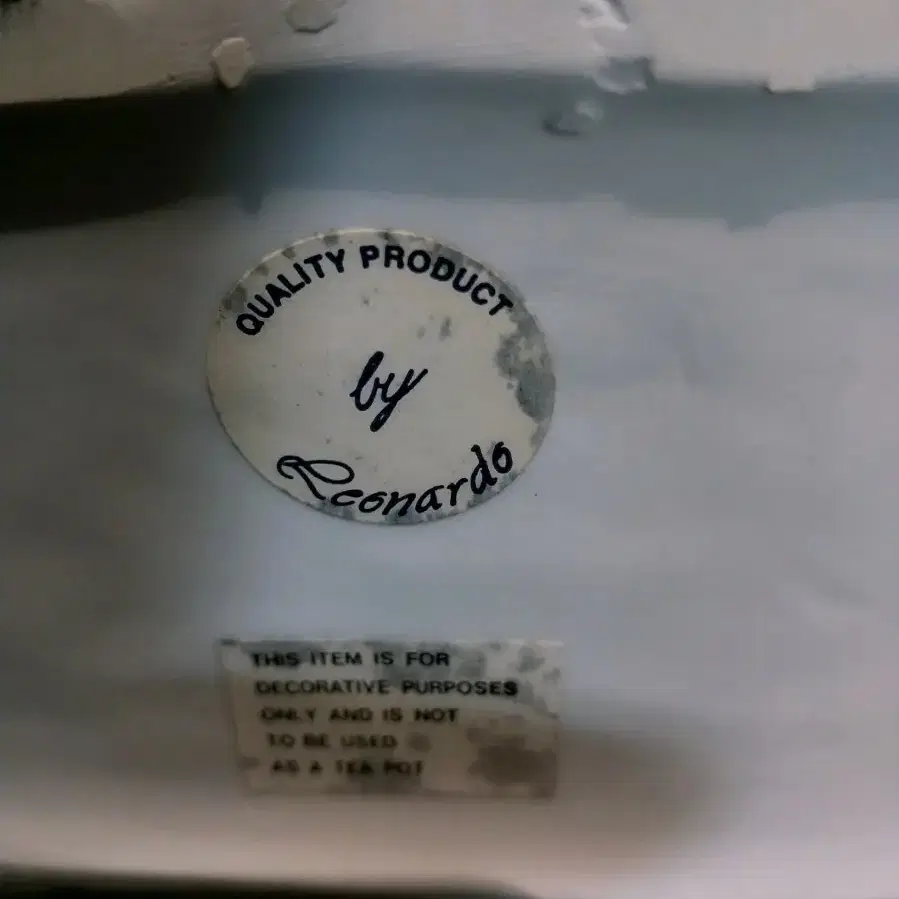 QUALITY PRODUCT
by
Leonardo
THIS ITEM IS FOR
DECORATIVE PURPOSES
ONLY AND IS NOT
TO BE USED
AS A TEA POT